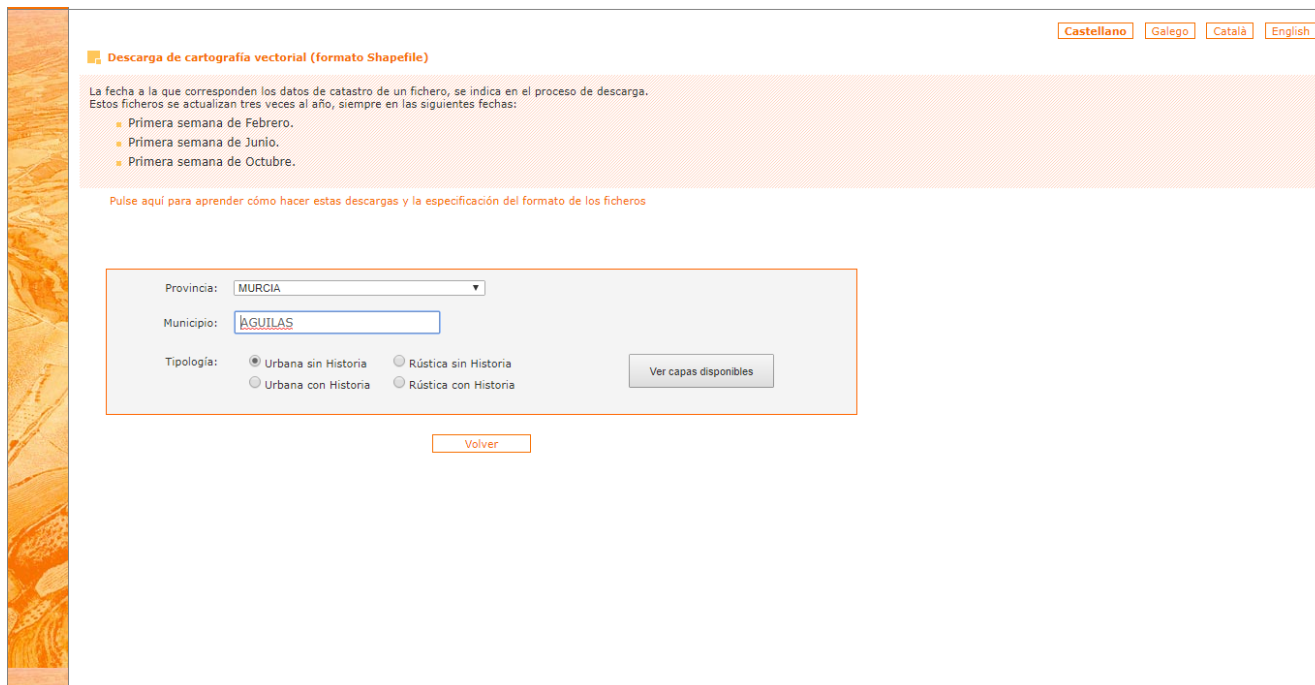 Castellano Galego Català English
Descarga de cartografía vectorial (formato Shapefile)
La fecha a la que corresponden los datos de catastro de un fichero, se indica en el proceso de descarga.
Estos ficheros se actualizan tres veces al año, siempre en las siguientes fechas:
Primera semana de Febrero.
Primera semana de Junio.
Primera semana de Octubre.
Pulse aquí para aprender cómo hacer estas descargas y la especificación del formato de los ficheros
Provincia: MURCIA
Municipio: AGUILAS
Tipología: Urbana sin Historia Rústica sin Historia
Urbana con Historia Rústica con Historia
Ver capas disponibles
Volver